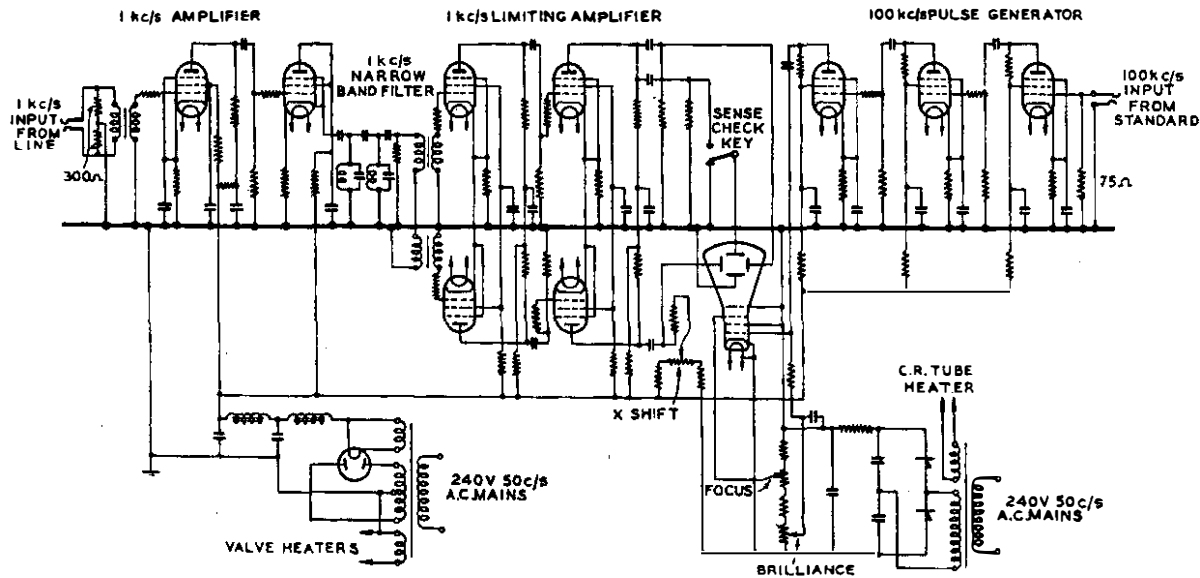 1 kc/s AMPLIFIER
1 kc/s LIMITING AMPLIFIER
100 kc/s PULSE GENERATOR
1 kc/s
INPUT
FROM
LINE
300Ω
1 kc/s
NARROW
BAND FILTER
SENSE
CHECK
KEY
100 kc/s
INPUT
FROM
STANDARD
75Ω
X SHIFT
C.R. TUBE
HEATER
240V 50c/s
A.C. MAINS
VALVE HEATERS
FOCUS
BRILLIANCE
240V 50c/s
A.C. MAINS